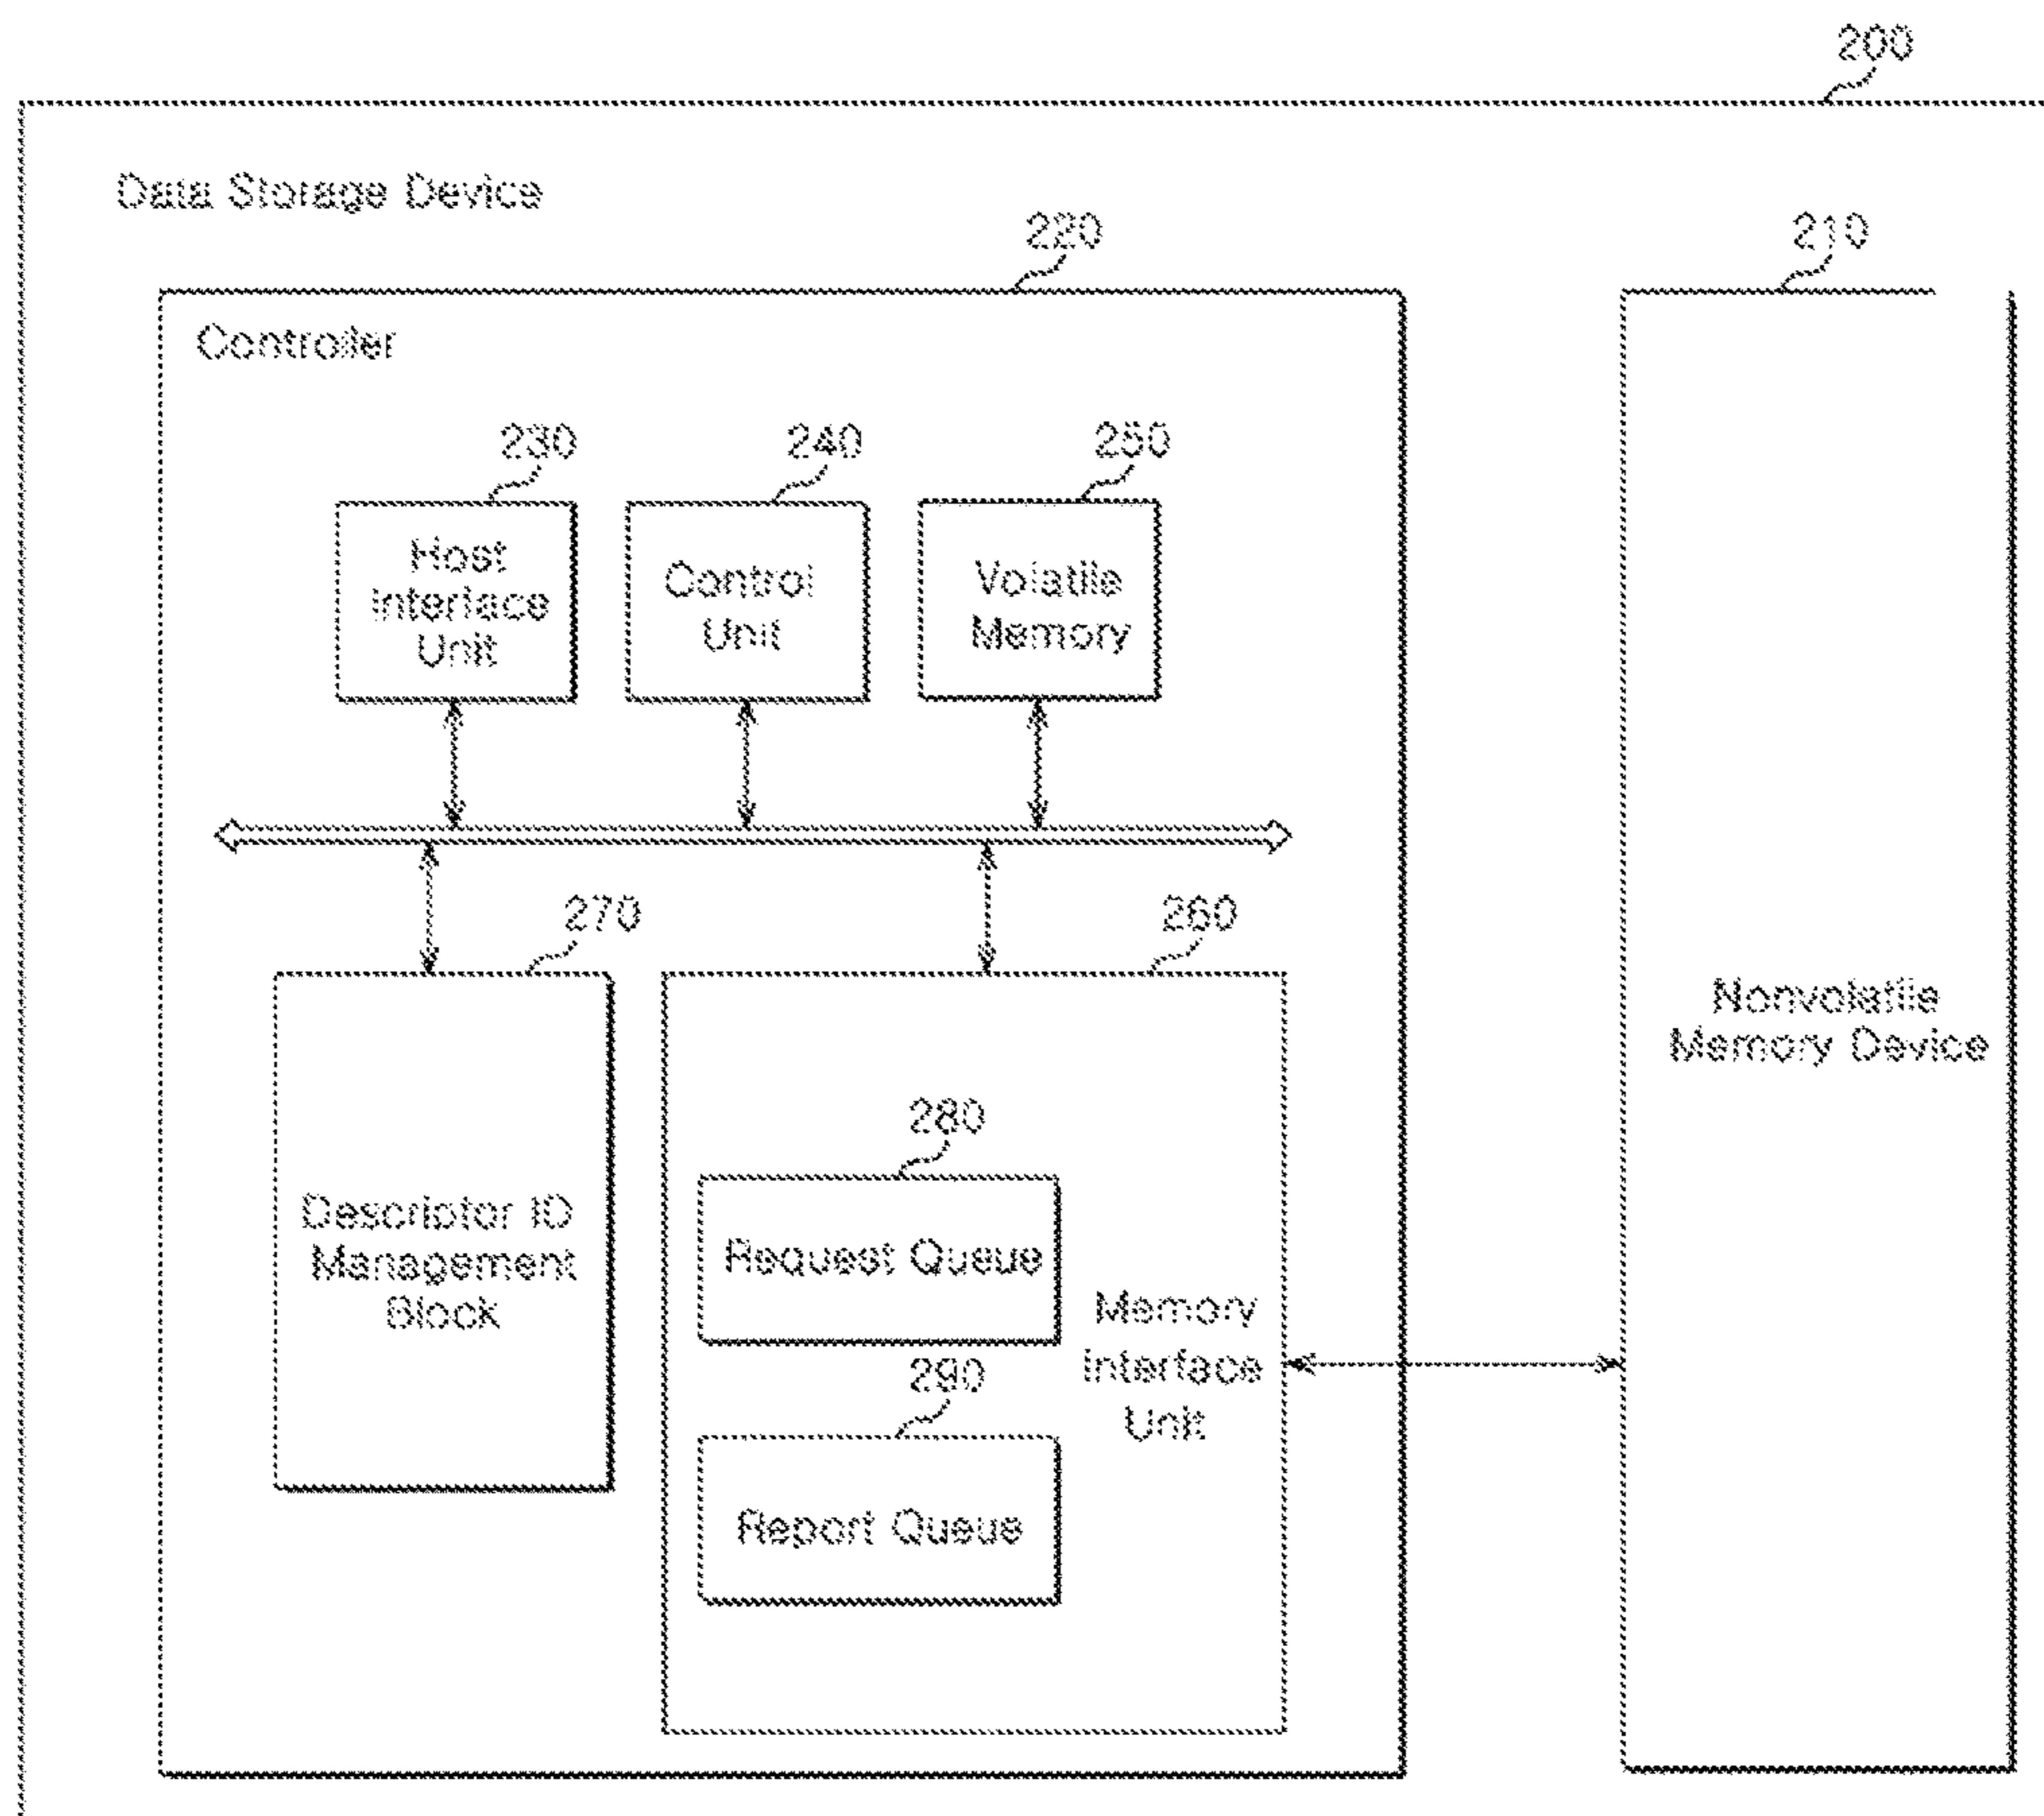 200
Data Storage Device
220
210
Controller
230
240
250
Host
Interface
Unit
Control
Unit
Volatile
Memory
270
260
Nonvolatile
Memory Device
280
Descriptor ID
Management
Block
Request Queue
Memory
Interface
Unit
290
Report Queue